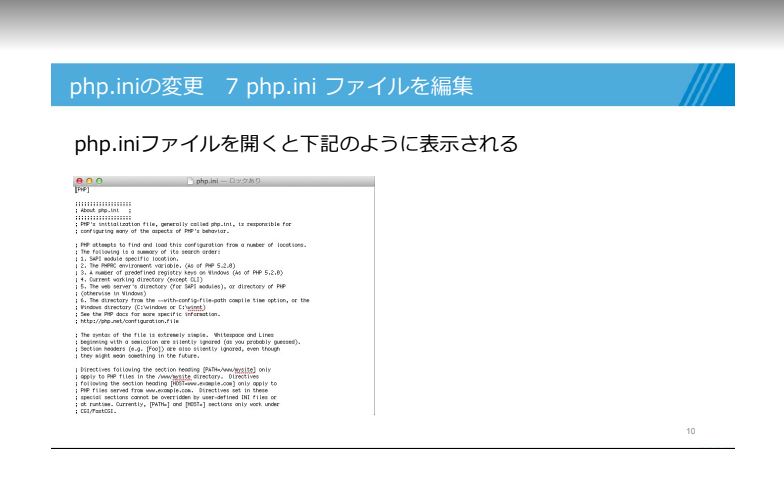 php.iniの変更　7 php.ini ファイルを編集
php.iniファイルを開くと下記のように表示される
php.ini — ロックあり
[PHP]
;;;;;;;;;;;;;;;;;;;
; About php.ini   ;
;;;;;;;;;;;;;;;;;;;
; PHP's initialization file, generally called php.ini, is responsible for
; configuring many of the aspects of PHP's behavior.
; PHP attempts to find and load this configuration from a number of locations.
; The following is a summary of its search order:
; 1. SAPI module specific location.
; 2. The PHPRC environment variable. (As of PHP 5.2.0)
; 3. A number of predefined registry keys on Windows (As of PHP 5.2.0)
; 4. Current working directory (except CLI)
; 5. The web server's directory (for SAPI modules), or directory of PHP
; (otherwise in Windows)
; 6. The directory from the --with-config-file-path compile time option, or the
; Windows directory (C:\windows or C:\winnt)
; See the PHP docs for more specific information.
; http://php.net/configuration.file
; The syntax of the file is extremely simple.  Whitespace and Lines
; beginning with a semicolon are silently ignored (as you probably guessed).
; Section headers (e.g. [Foo]) are also silently ignored, even though
; they might mean something in the future.
; Directives following the section heading [PATH=/www/mysite] only
; apply to PHP files in the /www/mysite directory.  Directives
; following the section heading [HOST=www.example.com] only apply to
; PHP files served from www.example.com.  Directives set in these
; special sections cannot be overridden by user-defined INI files or
; at runtime. Currently, [PATH=] and [HOST=] sections only work under
; CGI/FastCGI.
10